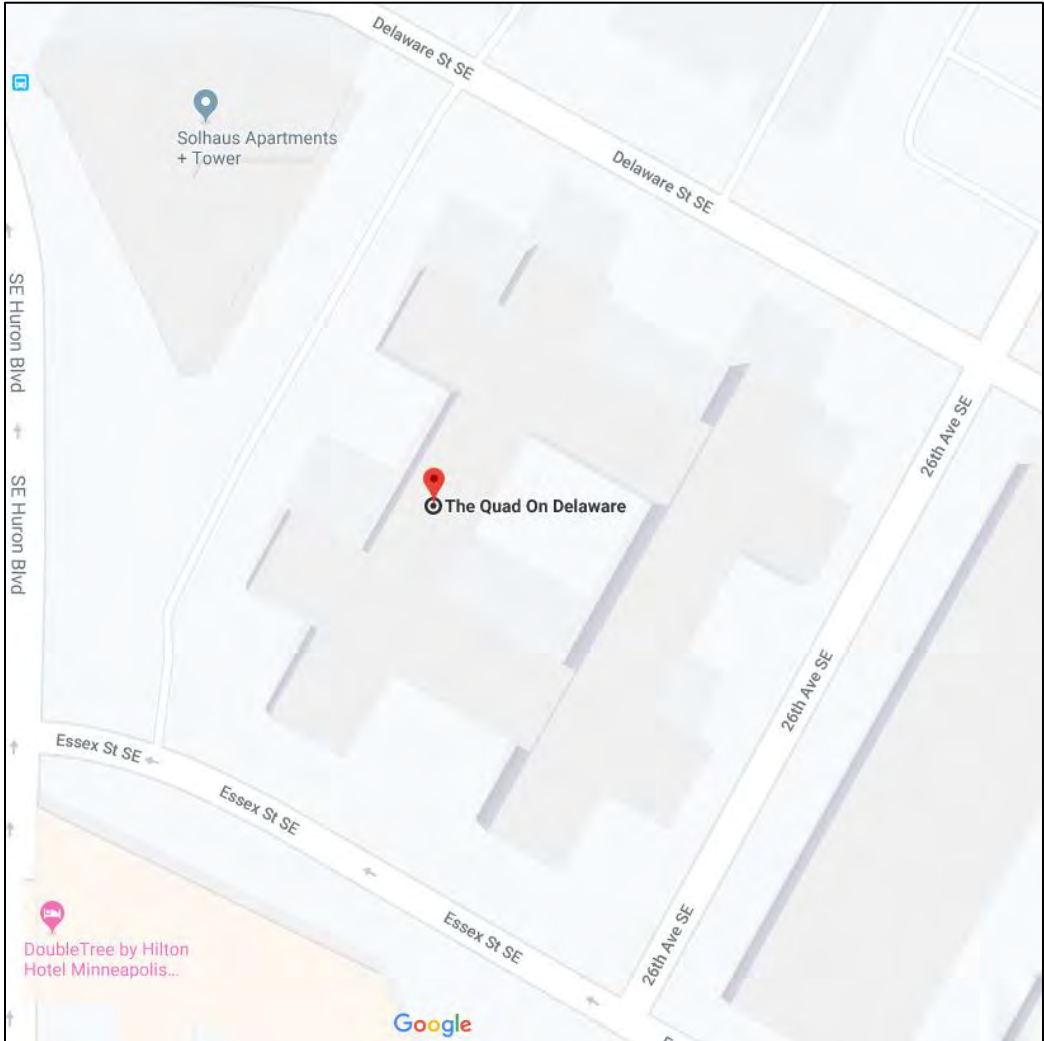 Delaware St SE
Solhaus Apartments
+ Tower
Delaware St SE
SE Huron Blvd
26th Ave SE
SE Huron Blvd
The Quad On Delaware
26th Ave SE
Essex St SE
Essex St SE
DoubleTree by Hilton
Hotel Minneapolis...
Essex St SE
26th Ave SE
Google